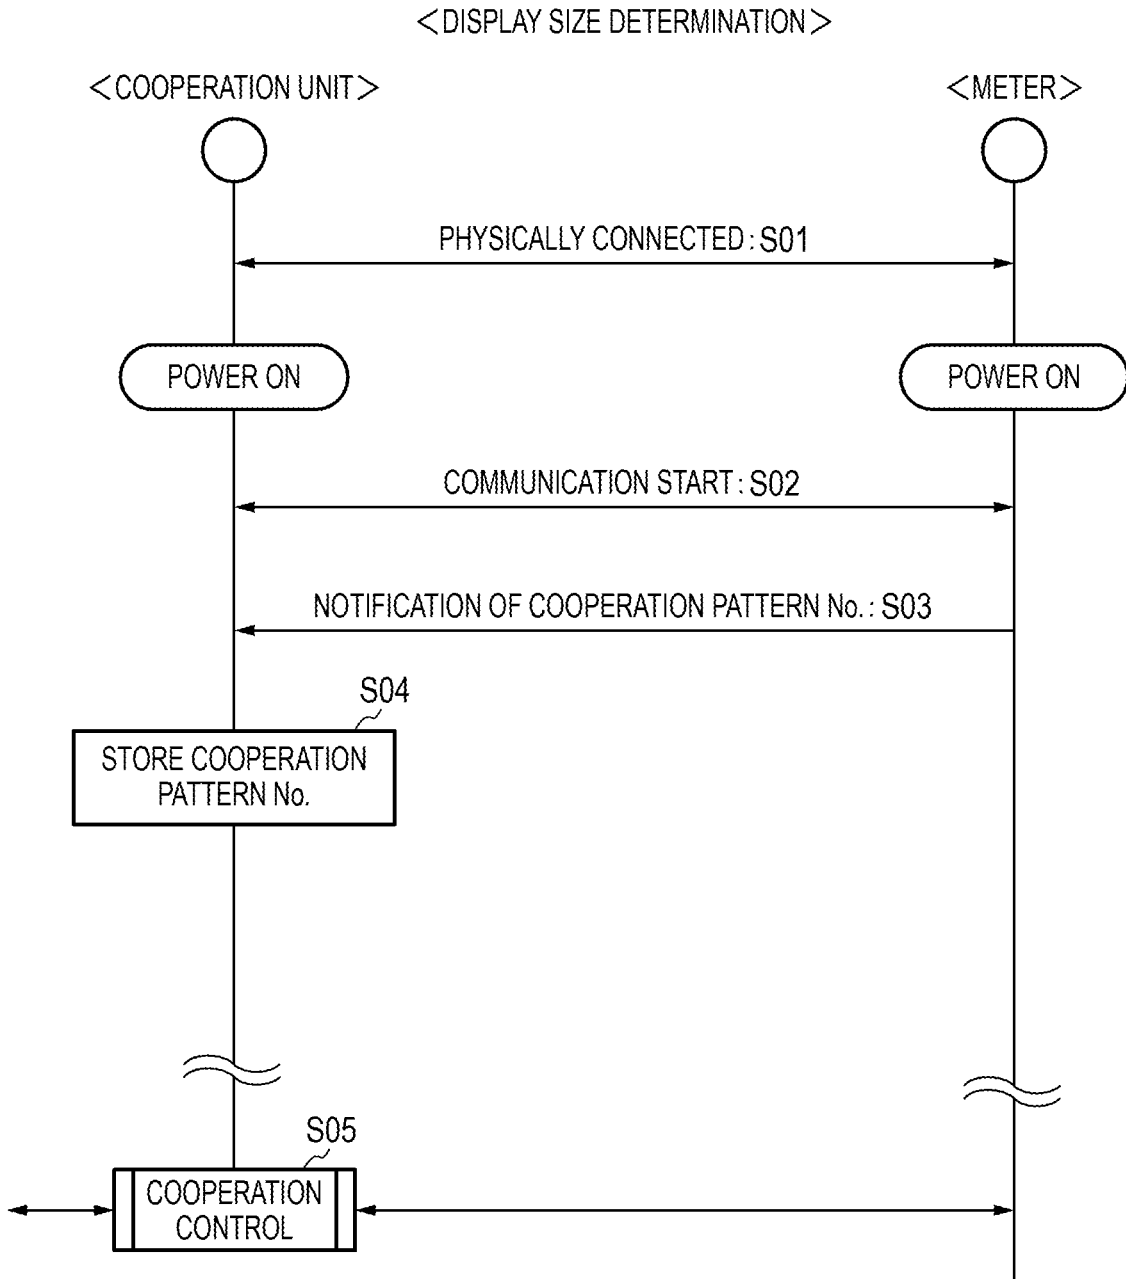 <DISPLAY SIZE DETERMINATION>
<COOPERATION UNIT>
<METER>
PHYSICALLY CONNECTED: S01
POWER ON
POWER ON
COMMUNICATION START: S02
NOTIFICATION OF COOPERATION PATTERN No.: S03
S04
STORE COOPERATION
PATTERN No.
S05
COOPERATION
CONTROL